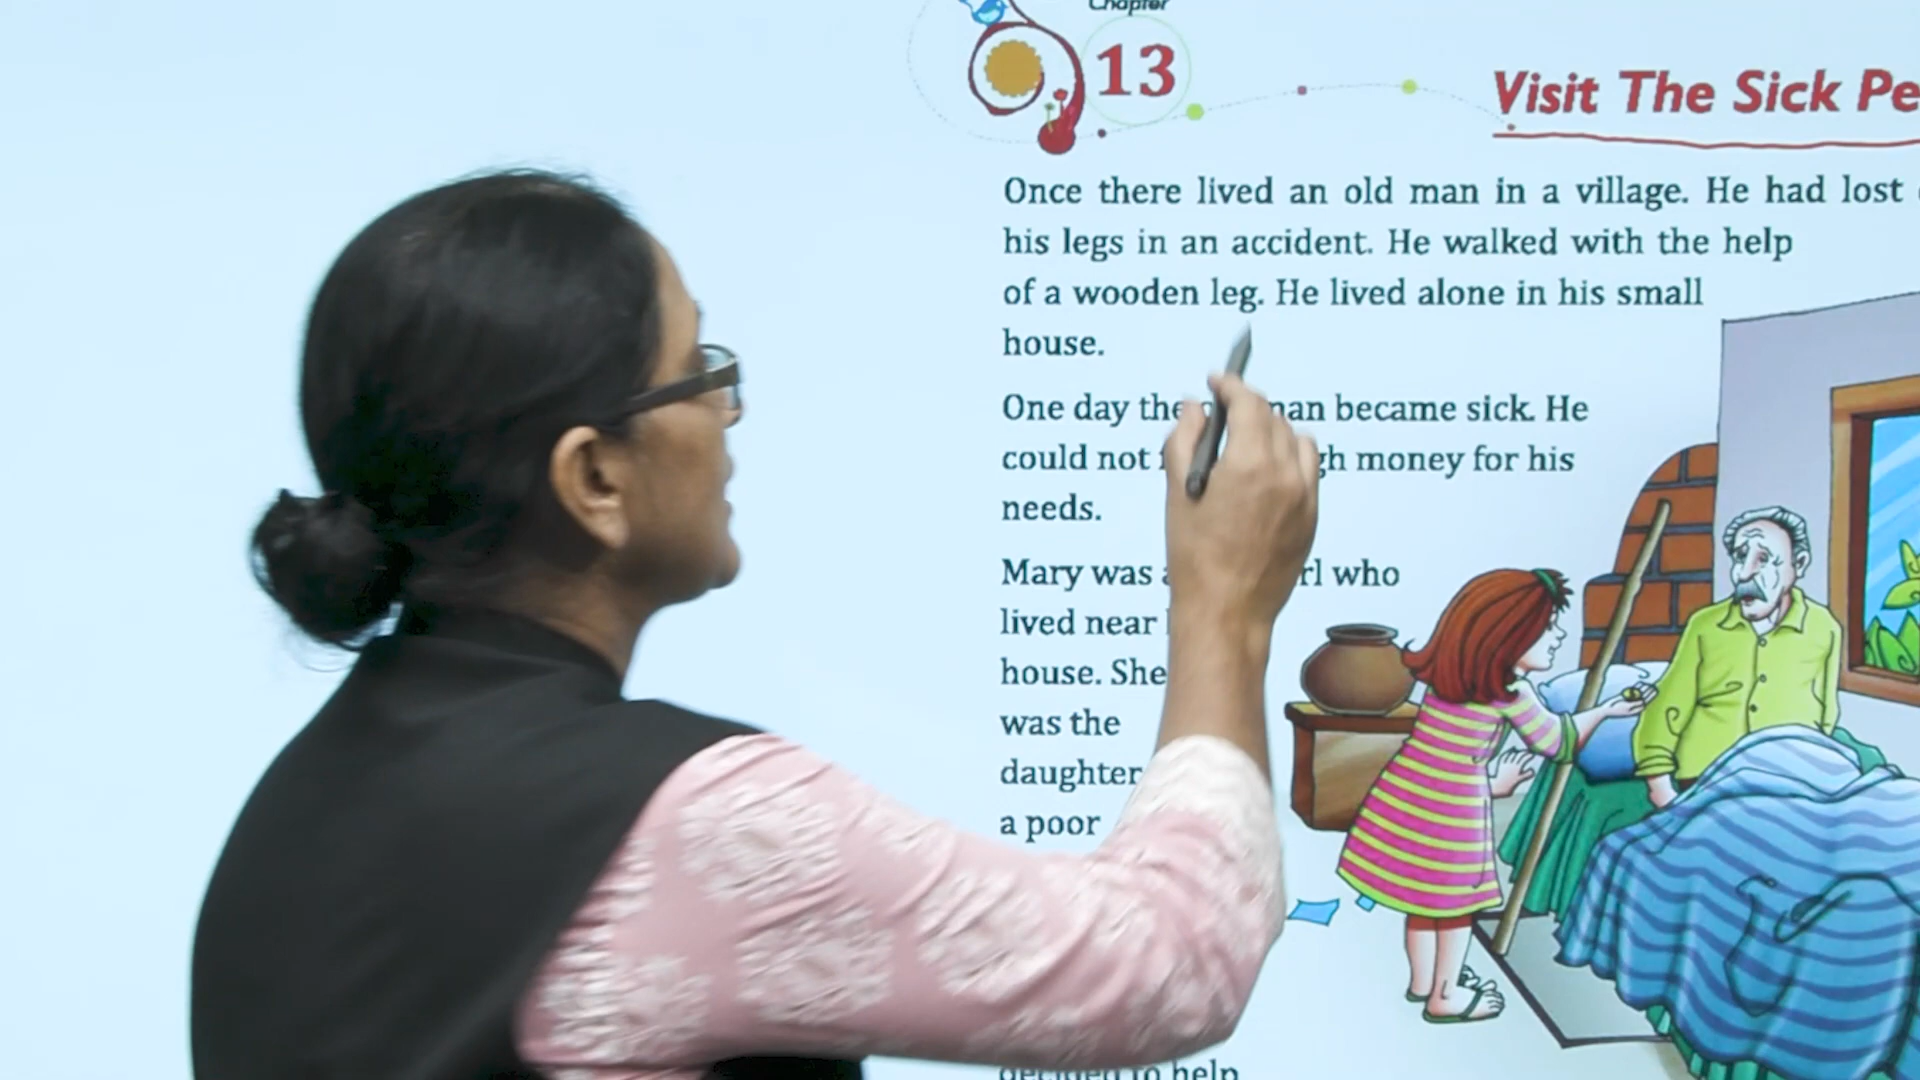 Chapter
13
Visit The Sick
Once there lived an old man in a village. He had lost
his legs in an accident. He walked with the help
of a wooden leg. He lived alone in his small
house.
One day the man became sick. He
could not money for his
needs.
Mary was who
lived near
house. She
was the
daughter
a poor
decided to help